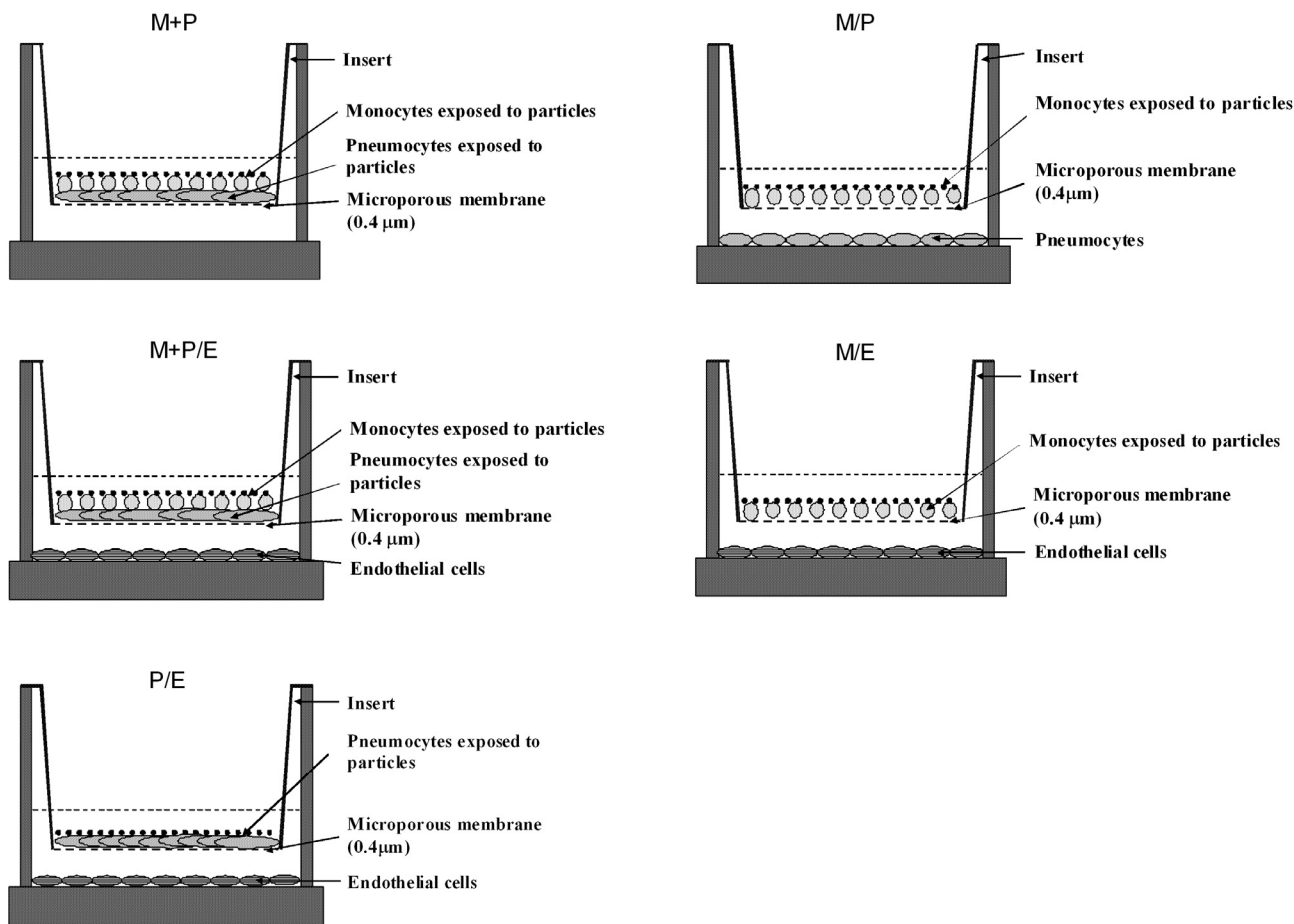 M+P
Insert
Monocytes exposed to particles
Pneumocytes exposed to
particles
Microporous membrane
(0.4 μm)
M/P
Insert
Monocytes exposed to particles
Microporous membrane
(0.4μm)
Pneumocytes
M+P/E
Insert
Monocytes exposed to particles
Pneumocytes exposed to
particles
Microporous membrane
(0.4 μm)
Endothelial cells
M/E
Insert
Monocytes exposed to particles
Microporous membrane
(0.4 μm)
Endothelial cells
P/E
Insert
Pneumocytes exposed to
particles
Microporous membrane
(0.4μm)
Endothelial cells